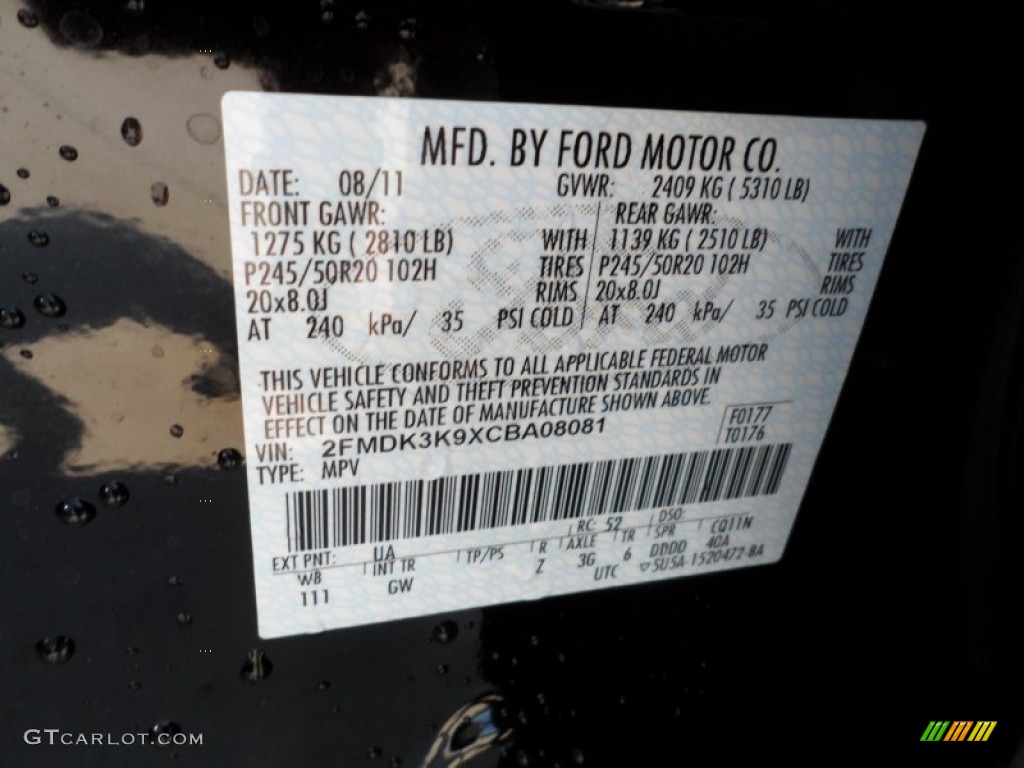 MFD. BY FORD MOTOR CO.
DATE: 08/11 GVWR: 2409 KG ( 5310 LB)
FRONT GAWR: REAR GAWR:
1275 KG ( 2810 LB) WITH 1139 KG ( 2510 LB) WITH
P245/50R20 102H TIRES P245/50R20 102H TIRES
20x8.0J RIMS 20x8.0J RIMS
AT 240 kPa/ 35 PSI COLD AT 240 kPa/ 35 PSI COLD
THIS VEHICLE CONFORMS TO ALL APPLICABLE FEDERAL MOTOR
VEHICLE SAFETY AND THEFT PREVENTION STANDARDS IN
EFFECT ON THE DATE OF MANUFACTURE SHOWN ABOVE.
VIN: 2FMDK3K9XCBA08081 F0177
TYPE: MPV T0176
EXT PNT: UA RC: 52 DSO:
WB INT TR TP/PS R AXLE TR SPR CQ11N
111 GW Z 3G 6 DDDD 40A
UTC ▽5U5A-1520472-BA
GTCARLOT.COM